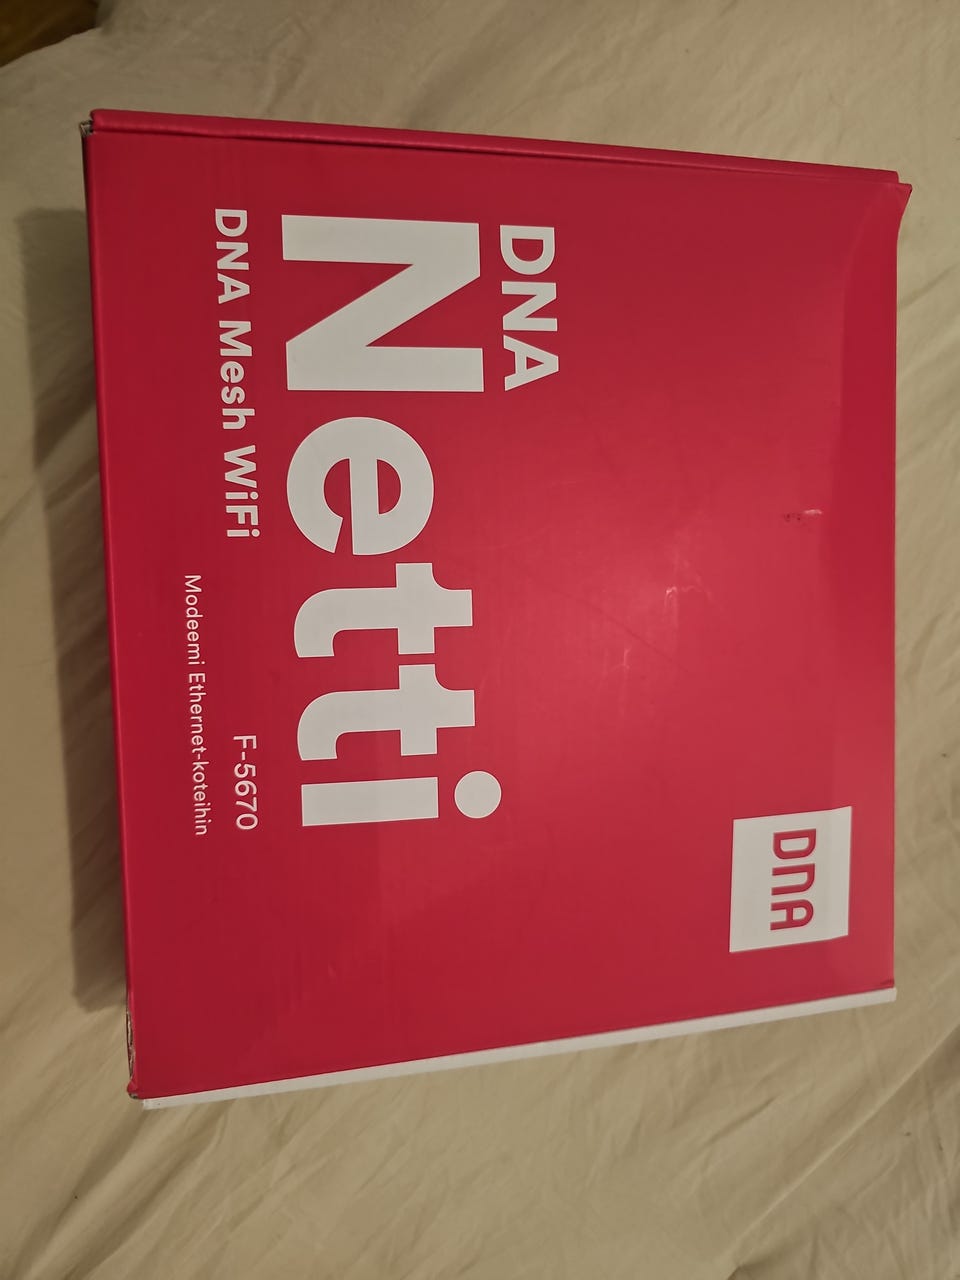 DNA
DNA
Netti
DNA Mesh WiFi
F-5670
Modeemi Ethernet-koteihin